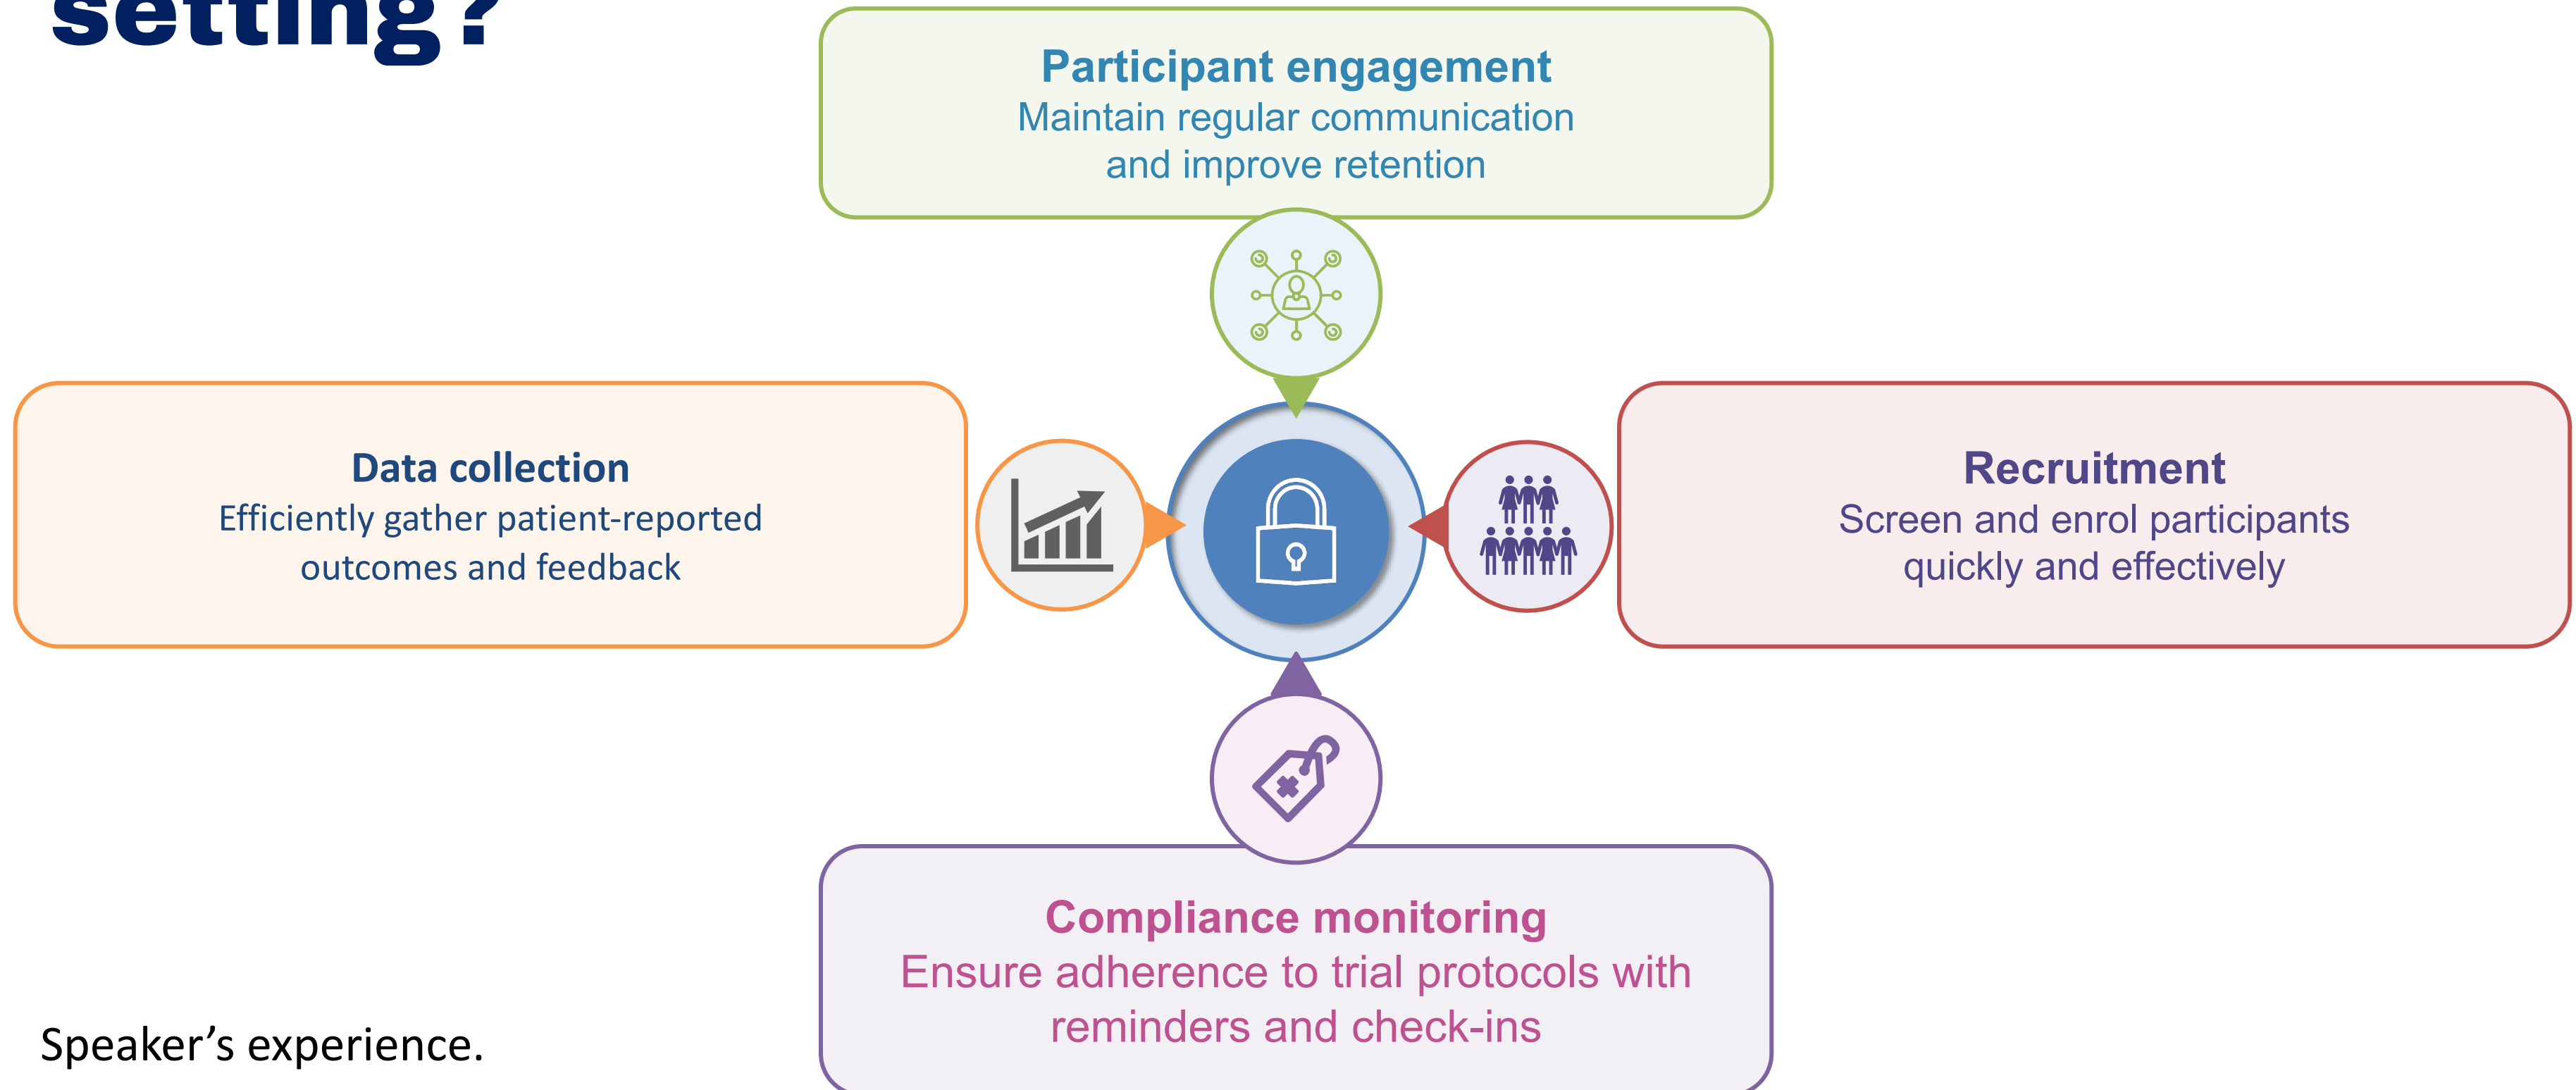 setting?
Participant engagement
Maintain regular communication
and improve retention
Data collection
Efficiently gather patient-reported
outcomes and feedback
Recruitment
Screen and enrol participants
quickly and effectively
Compliance monitoring
Ensure adherence to trial protocols with
reminders and check-ins
Speaker’s experience.